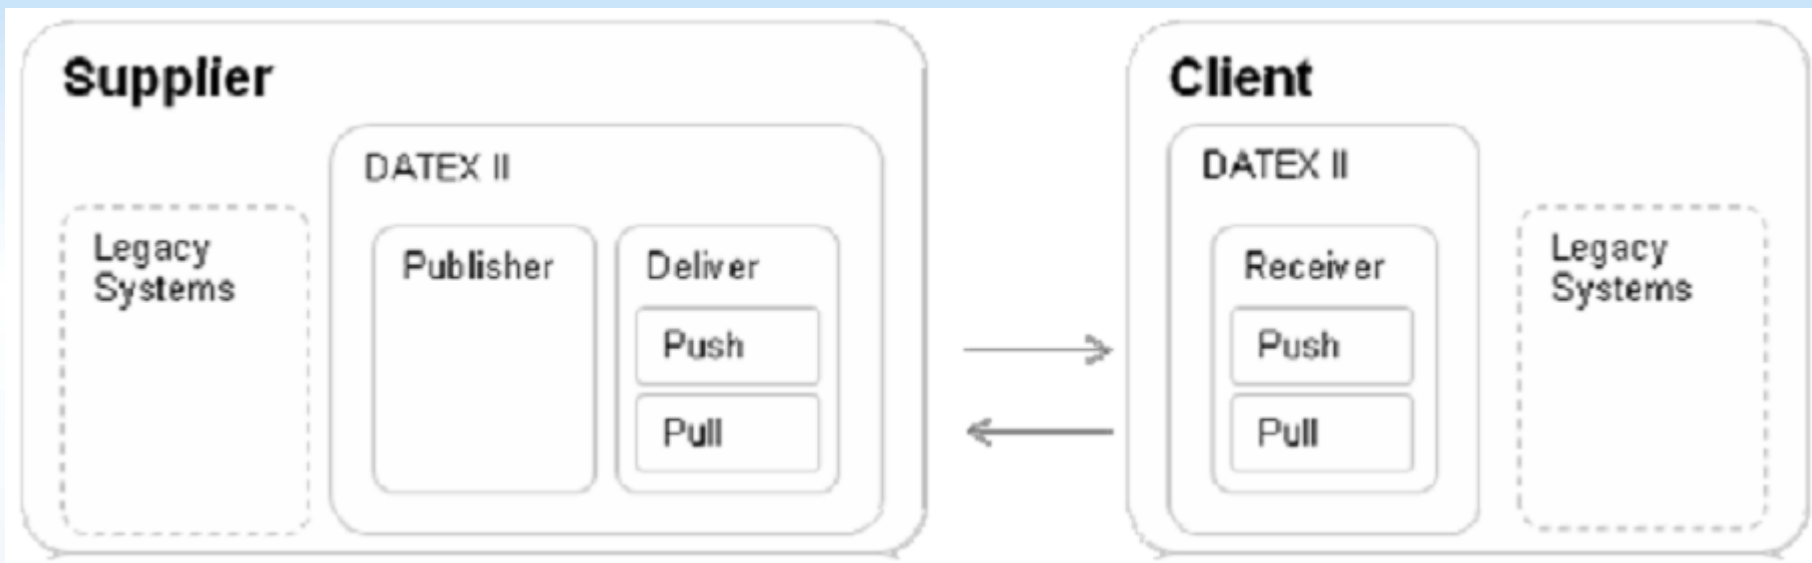 Supplier
DATEX II
Legacy
Systems
Publisher
Deliver
Push
Pull
Client
DATEX II
Receiver
Push
Pull
Legacy
Systems